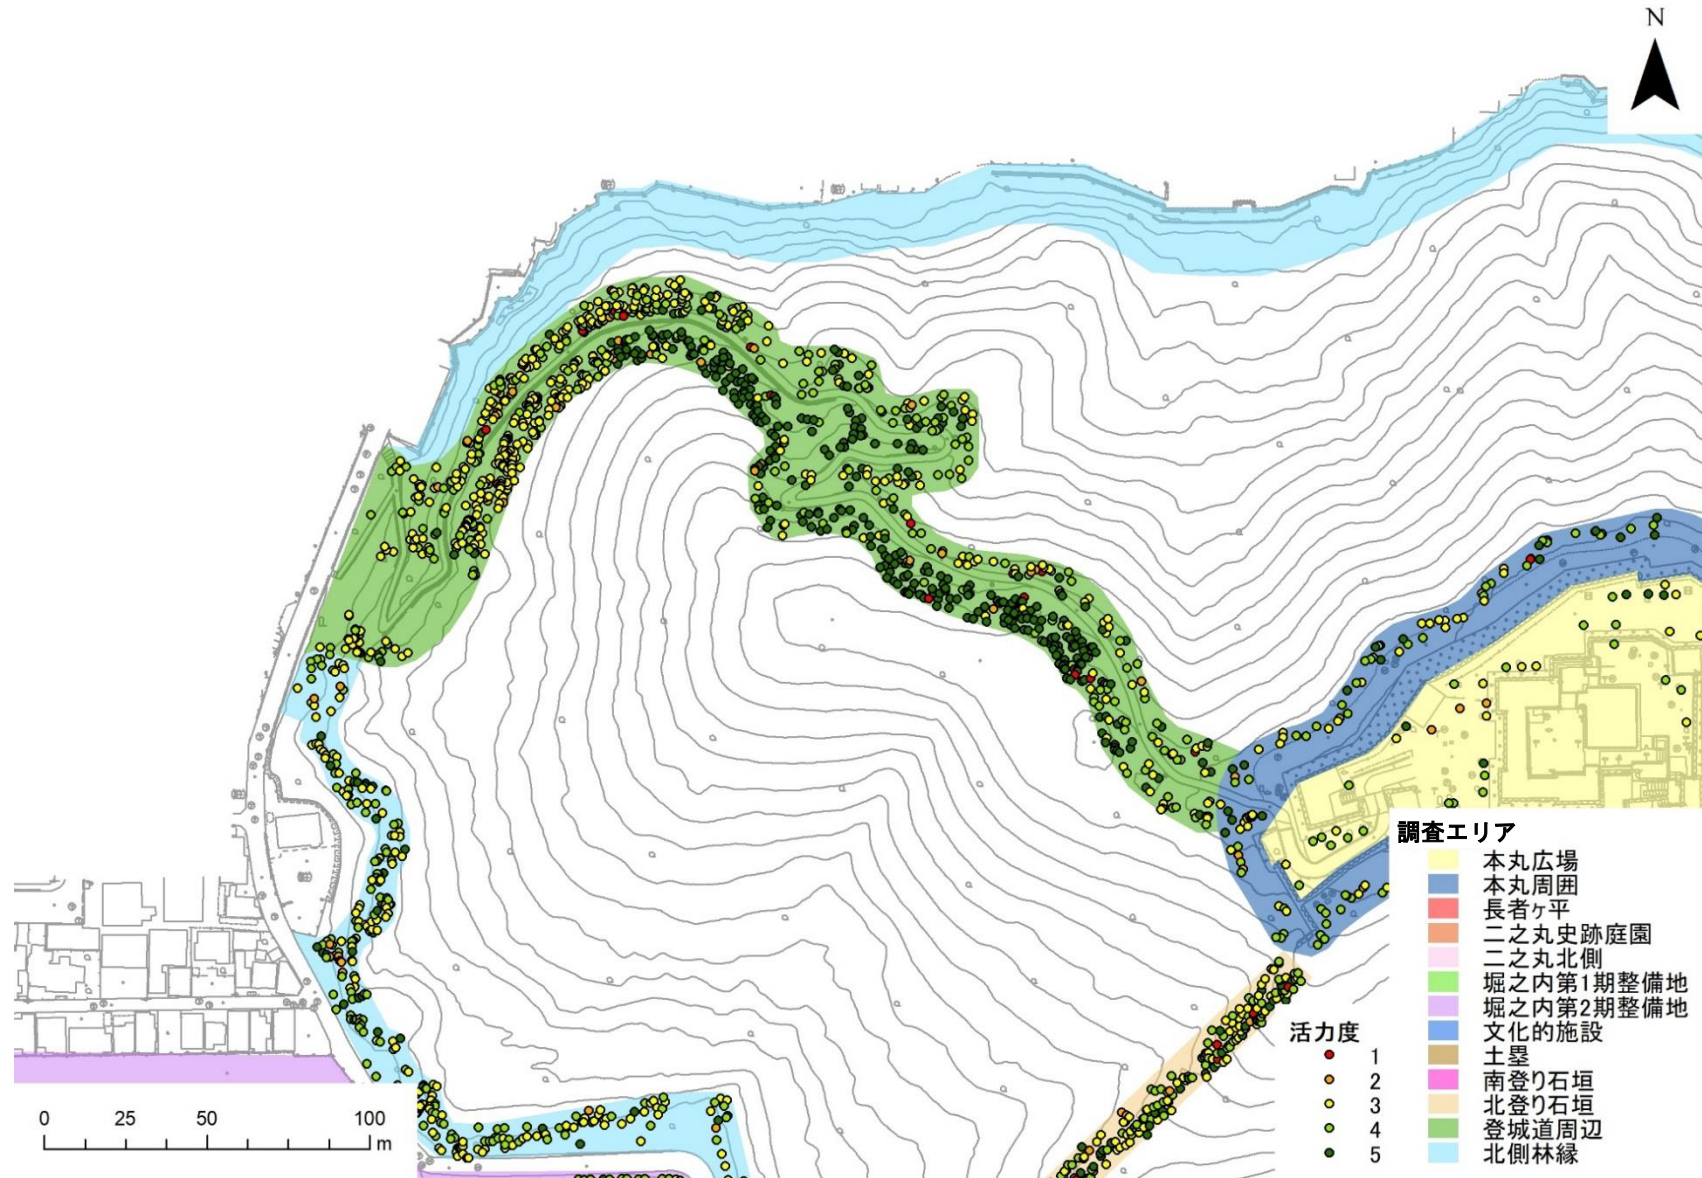 N
調査エリア
本丸広場
本丸周囲
長者ヶ平
二之丸史跡庭園
二之丸北側
堀之内第1期整備地
堀之内第2期整備地
文化的施設
土塁
南登り石垣
北登り石垣
登城道周辺
北側林縁
活力度
1
2
3
4
5
0 25 50 100
m